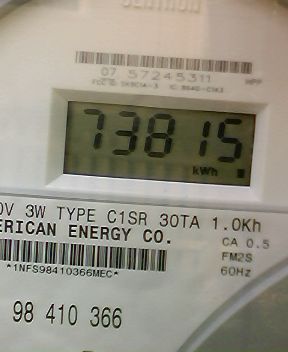 07 57245311
73815
kWh
0V 3W TYPE C1SR 30TA 1.0Kh
ERICAN ENERGY CO.
CA 0.5
FM2S
60Hz
*1NFS98410366MEC*
98 410 366